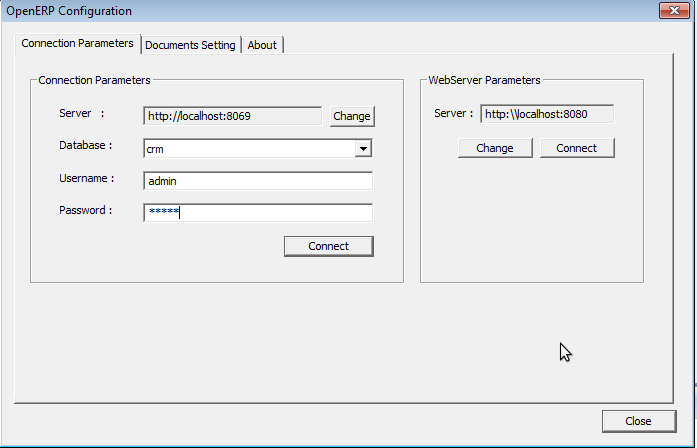 OpenERP Configuration
Connection Parameters Documents Setting About
Connection Parameters
Server : http://localhost:8069 Change
Database : crm
Username : admin
Password : *****
Connect
WebServer Parameters
Server : http:\\localhost:8080
Change Connect
Close